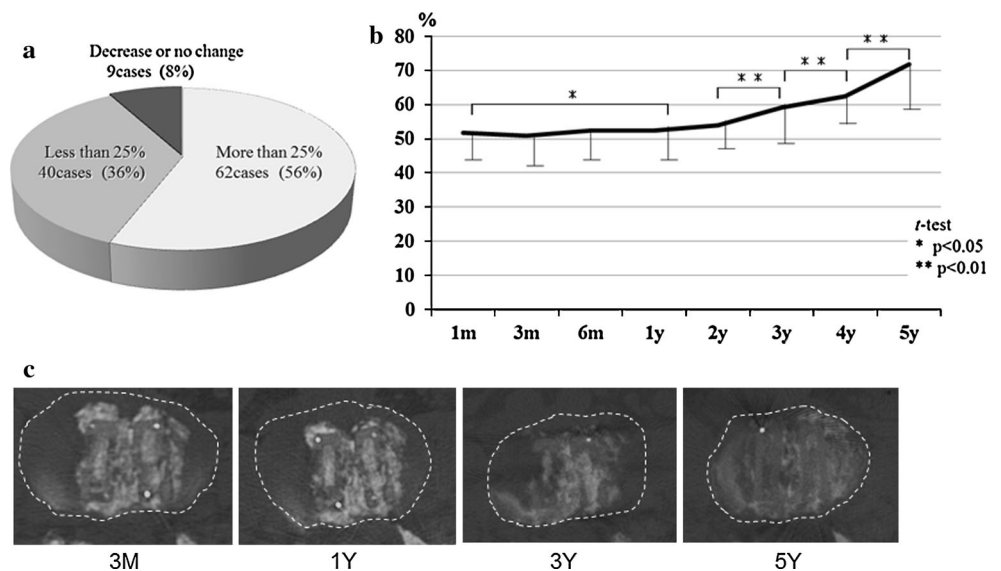 a
Decrease or no change
9cases (8%)
Less than 25%
40cases (36%)
More than 25%
62cases (56%)
b
%
80
70
60
50
40
30
20
10
0
*
* *
* *
* *
t-test
* p<0.05
** p<0.01
1m 3m 6m 1y 2y 3y 4y 5y
c
3M 1Y 3Y 5Y